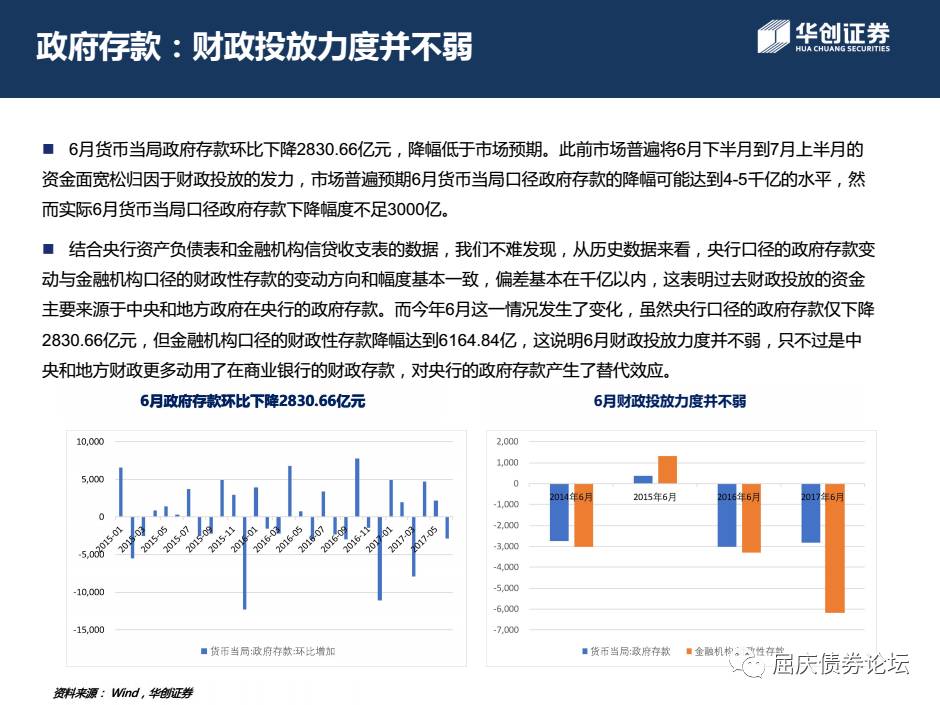 政府存款：财政投放力度并不弱
华创证券
HUA CHUANG SECURITIES
■ 6月货币当局政府存款环比下降2830.66亿元，降幅低于市场预期。此前市场普遍将6月下半月到7月上半月的
资金面宽松归因于财政投放的发力，市场普遍预期6月货币当局口径政府存款的降幅可能达到4-5千亿的水平，然
而实际6月货币当局口径政府存款下降幅度不足3000亿。
■ 结合央行资产负债表和金融机构信贷收支表的数据，我们不难发现，从历史数据来看，央行口径的政府存款变
动与金融机构口径的财政性存款的变动方向和幅度基本一致，偏差基本在千亿以内，这表明过去财政投放的资金
主要来源于中央和地方政府在央行的政府存款。而今年6月这一情况发生了变化，虽然央行口径的政府存款仅下降
2830.66亿元，但金融机构口径的财政性存款降幅达到6164.84亿，这说明6月财政投放力度并不弱，只不过是中
央和地方财政更多动用了在商业银行的财政存款，对央行的政府存款产生了替代效应。
6月政府存款环比下降2830.66亿元
10,000
5,000
0
-5,000
-10,000
-15,000
2015-01
2015-03
2015-05
2015-07
2015-09
2015-11
2016-01
2016-03
2016-05
2016-07
2016-09
2016-11
2017-01
2017-03
2017-05
货币当局:政府存款:环比增加
6月财政投放力度并不弱
2,000
1,000
0
-1,000
-2,000
-3,000
-4,000
-5,000
-6,000
-7,000
2014年6月
2015年6月
2016年6月
2017年6月
货币当局:政府存款
金融机构:财政性存款
屈庆债券论坛
资料来源： Wind，华创证券